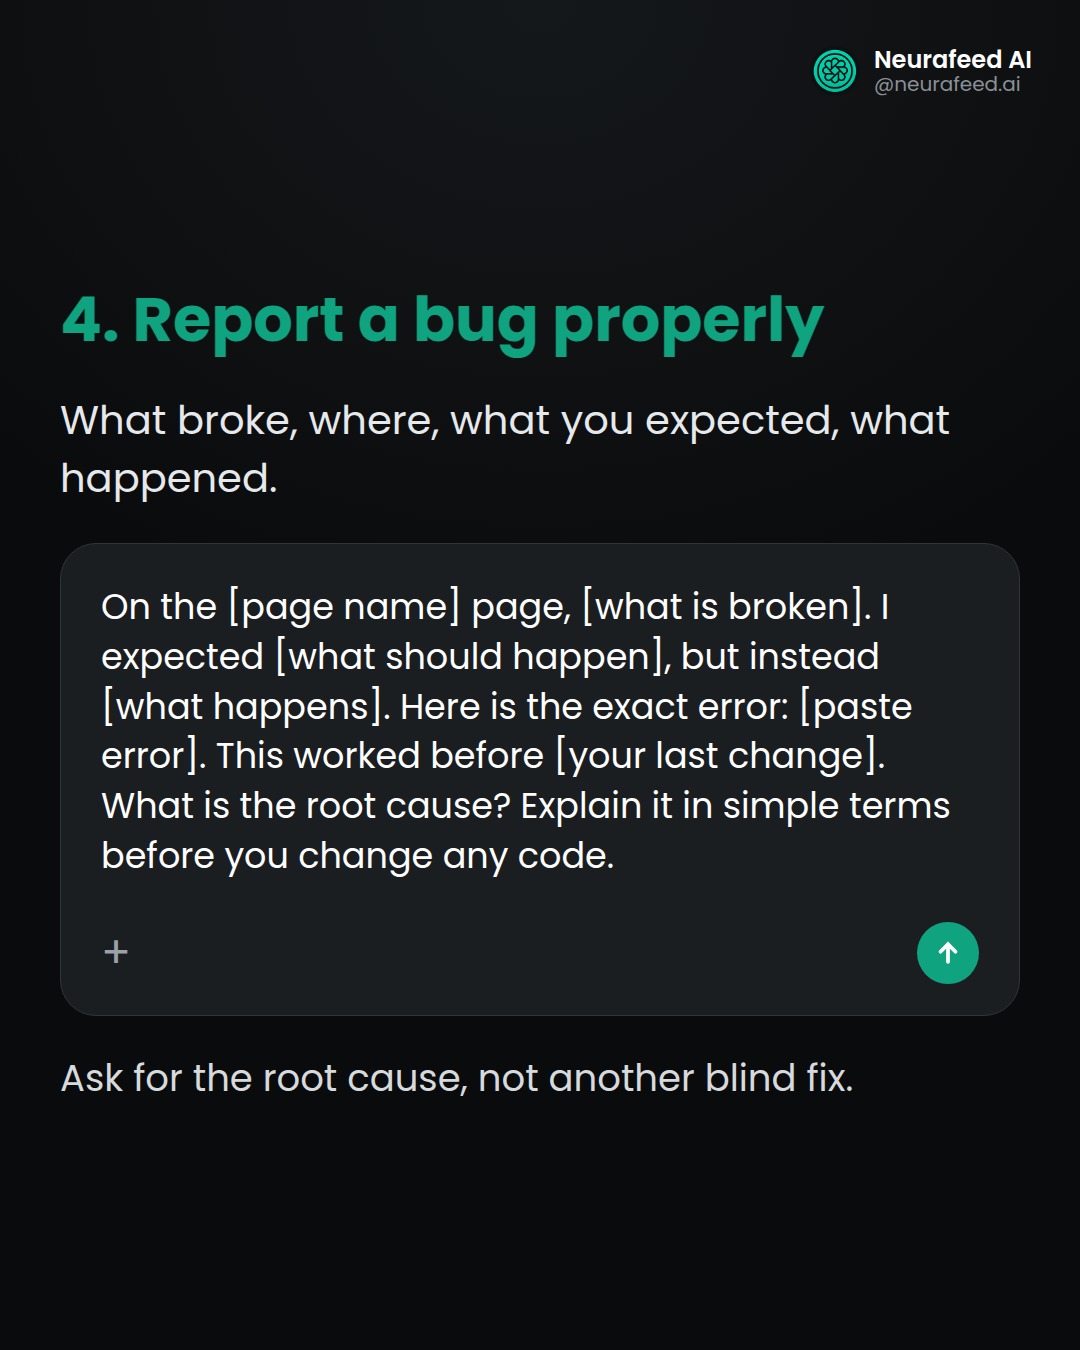 Neurafeed AI
@neurafeed.ai
4. Report a bug properly
What broke, where, what you expected, what
happened.
On the [page name] page, [what is broken]. I
expected [what should happen], but instead
[what happens]. Here is the exact error: [paste
error]. This worked before [your last change].
What is the root cause? Explain it in simple terms
before you change any code.
+
Ask for the root cause, not another blind fix.